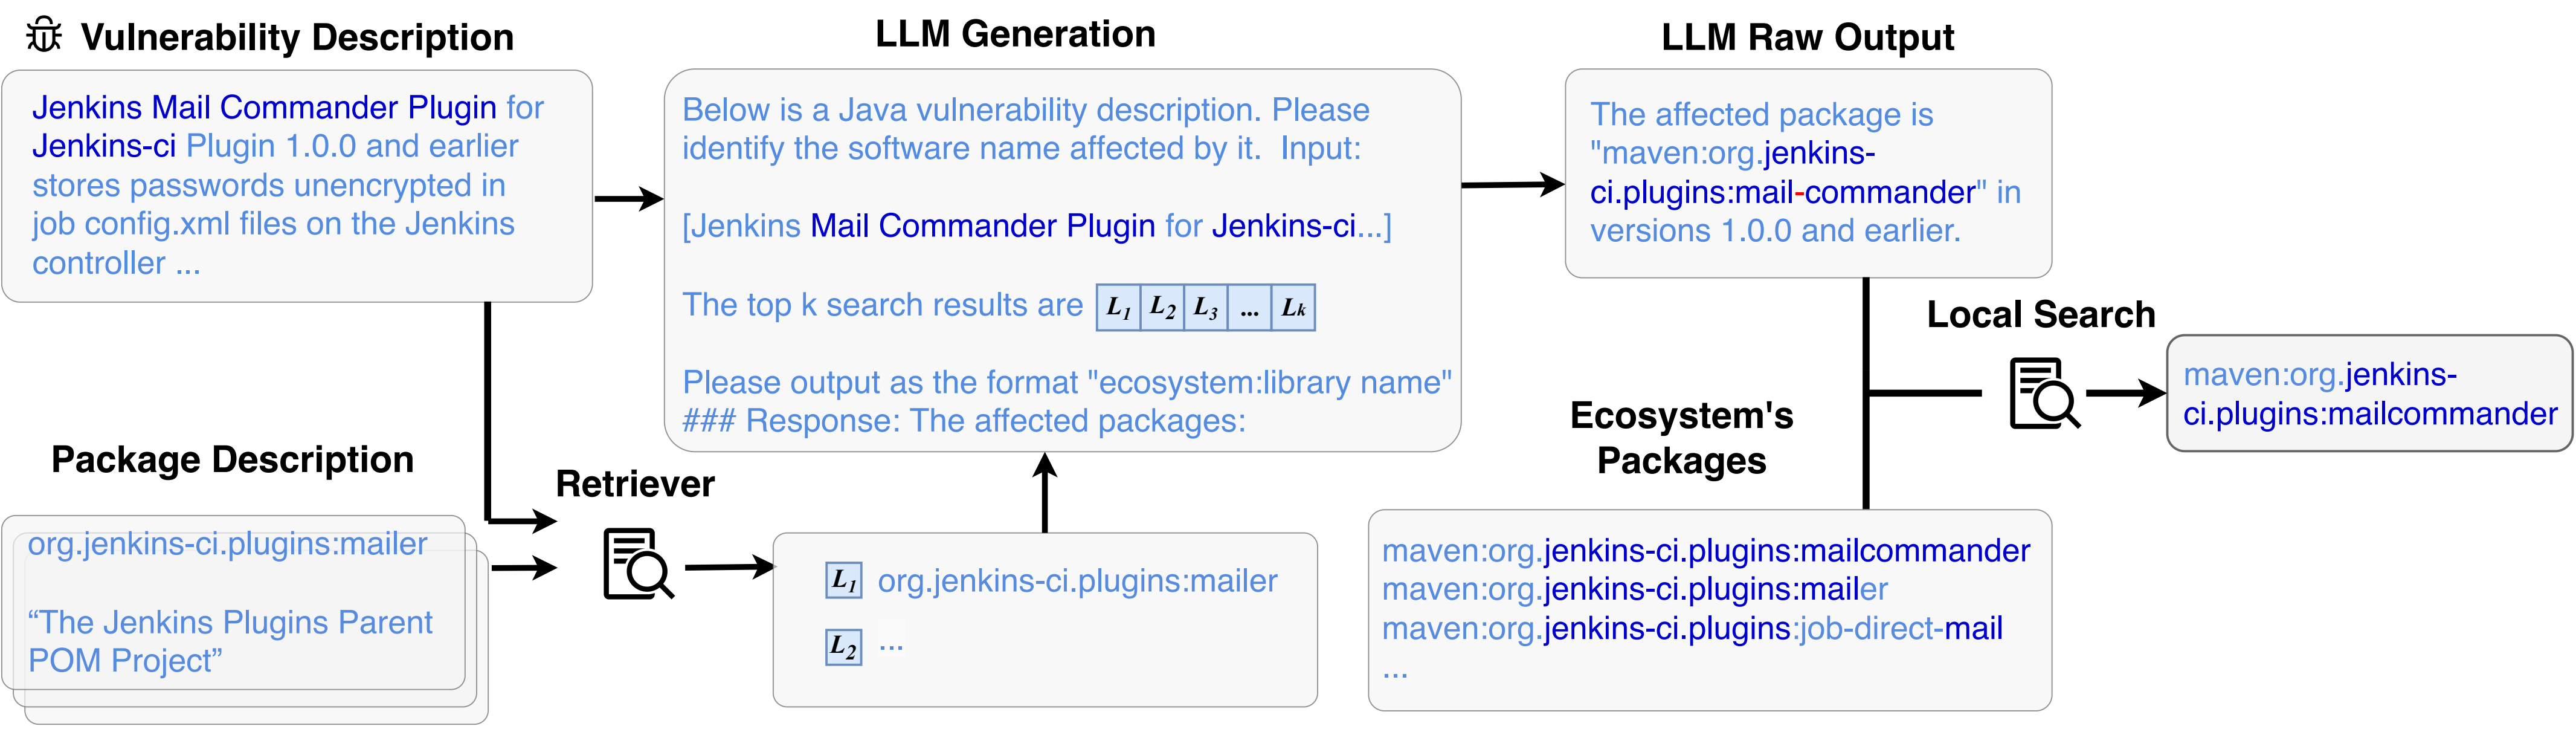 Vulnerability Description
Jenkins Mail Commander Plugin for
Jenkins-ci Plugin 1.0.0 and earlier
stores passwords unencrypted in
job config.xml files on the Jenkins
controller ...
LLM Generation
Below is a Java vulnerability description. Please
identify the software name affected by it. Input:
[Jenkins Mail Commander Plugin for Jenkins-ci...]
The top k search results are L1 L2 L3 ... Lk
Please output as the format "ecosystem:library name"
### Response: The affected packages:
LLM Raw Output
The affected package is
"maven:org.jenkins-
ci.plugins:mail-commander" in
versions 1.0.0 and earlier.
Local Search
maven:org.jenkins-
ci.plugins:mailcommander
Package Description
org.jenkins-ci.plugins:mailer
“The Jenkins Plugins Parent
POM Project”
Retriever
L1 org.jenkins-ci.plugins:mailer
L2 ...
Ecosystem's
Packages
maven:org.jenkins-ci.plugins:mailcommander
maven:org.jenkins-ci.plugins:mailer
maven:org.jenkins-ci.plugins:job-direct-mail
...